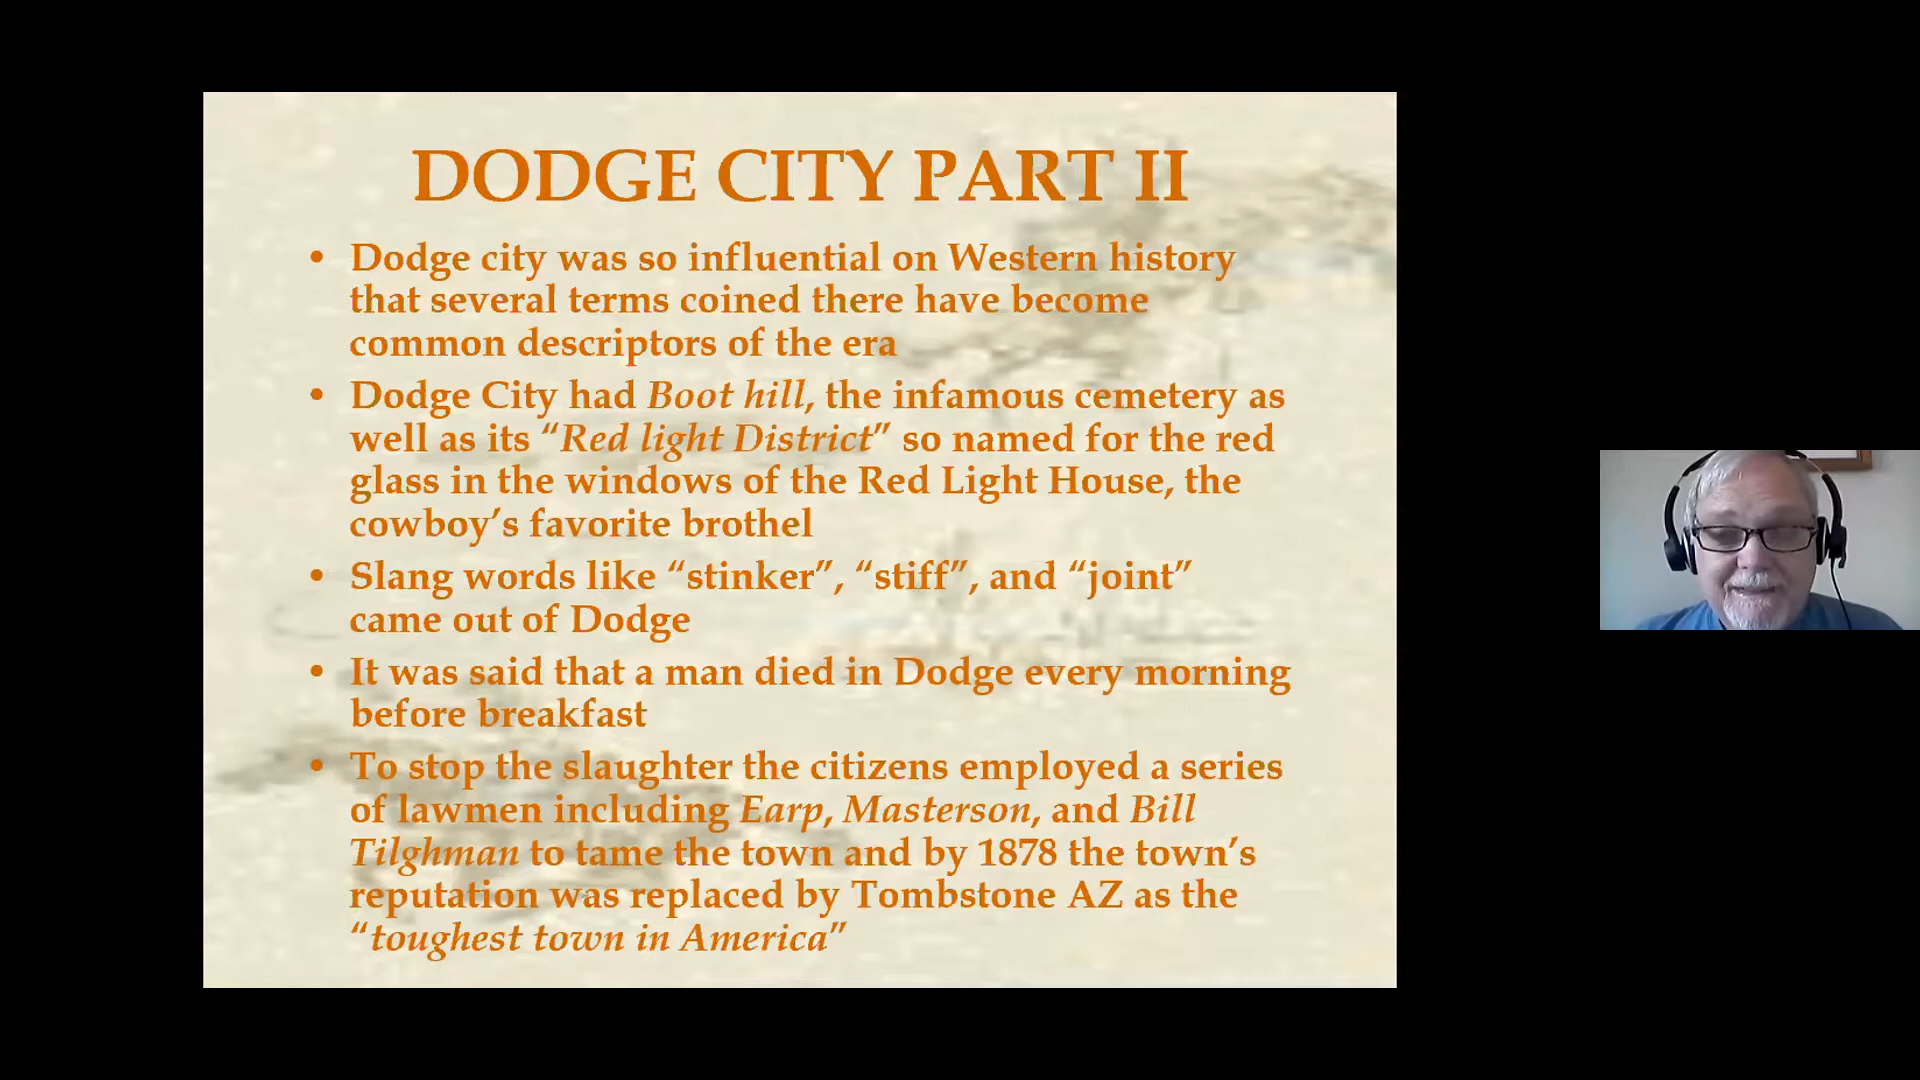 DODGE CITY PART II
• Dodge city was so influential on Western history
that several terms coined there have become
common descriptors of the era
• Dodge City had Boot hill, the infamous cemetery as
well as its “Red light District” so named for the red
glass in the windows of the Red Light House, the
cowboy’s favorite brothel
• Slang words like “stinker”, “stiff”, and “joint”
came out of Dodge
• It was said that a man died in Dodge every morning
before breakfast
• To stop the slaughter the citizens employed a series
of lawmen including Earp, Masterson, and Bill
Tilghman to tame the town and by 1878 the town’s
reputation was replaced by Tombstone AZ as the
“toughest town in America”